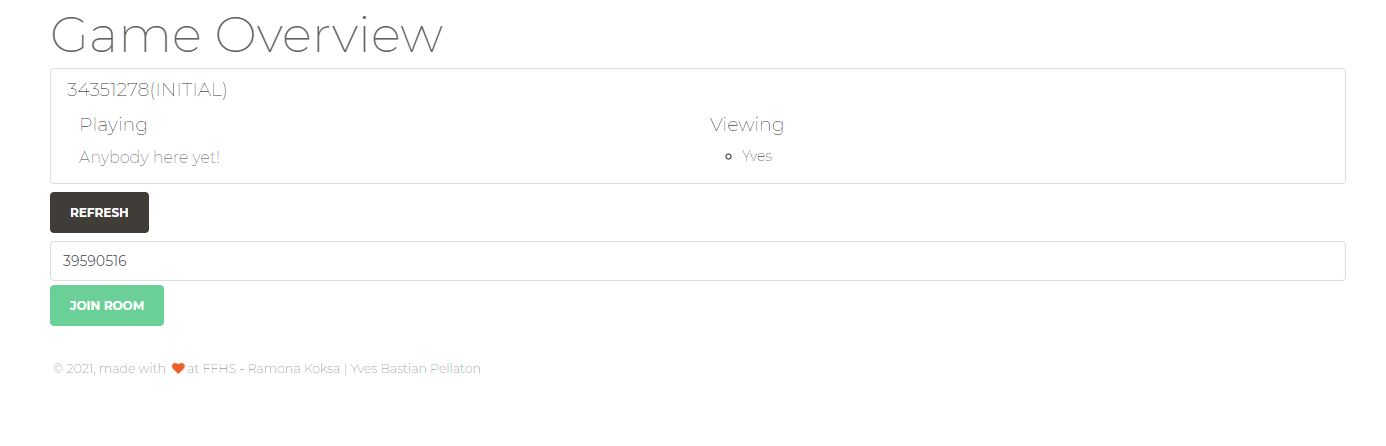 Game Overview
34351278(INITIAL)
Playing
Viewing
Anybody here yet!
Yves
REFRESH
39590516
JOIN ROOM
© 2021, made with ❤ at FFHS - Ramona Koksa | Yves Bastian Pellaton